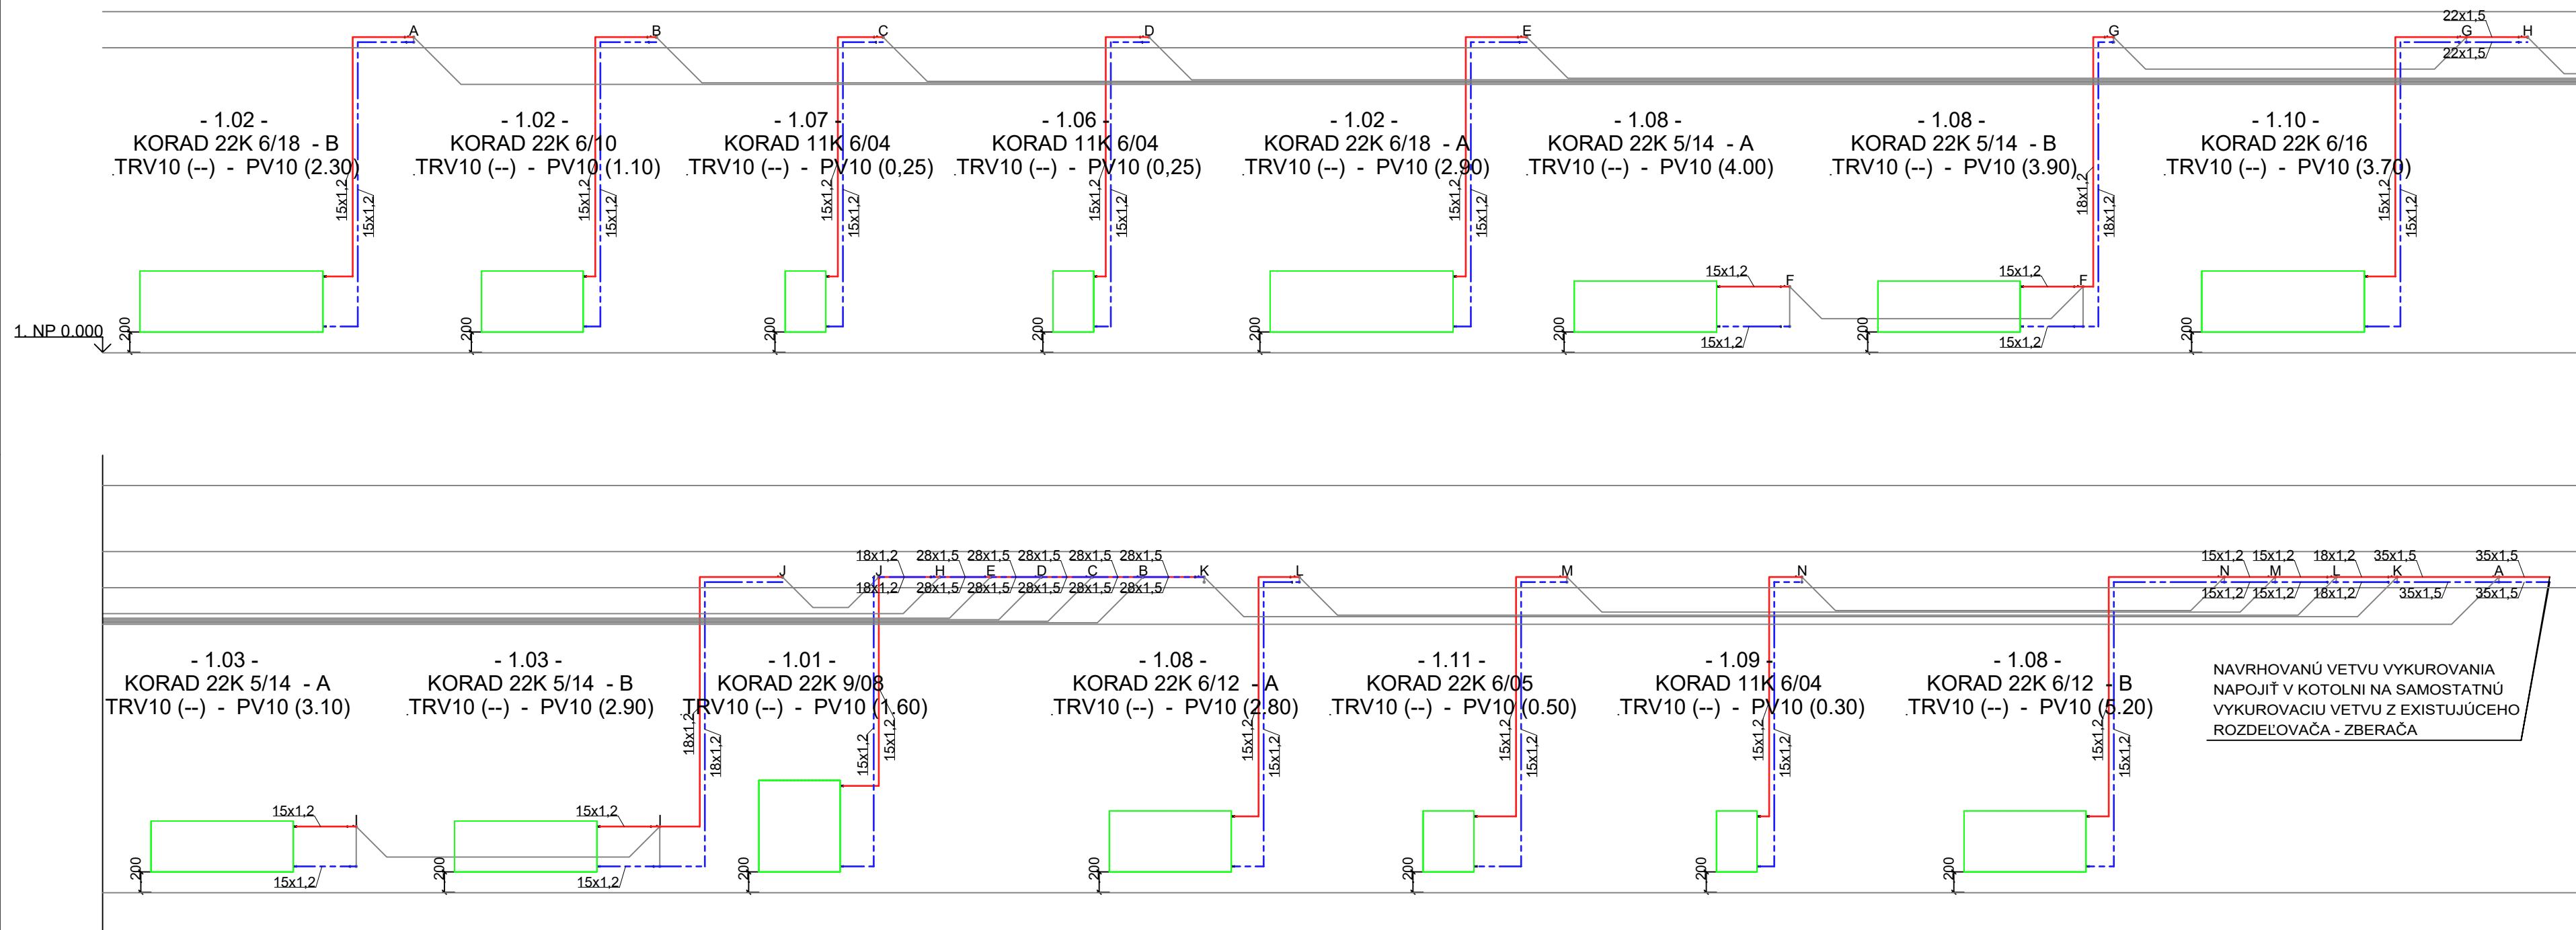 22x1,5
A B C D E G G H
22x1,5
- 1.02 -
KORAD 22K 6/18 - B
TRV10 (--) - PV10 (2.30)
15x1,2
15x1,2
- 1.02 -
KORAD 22K 6/10
TRV10 (--) - PV10 (1.10)
15x1,2
15x1,2
- 1.07 -
KORAD 11K 6/04
TRV10 (--) - PV10 (0,25)
15x1,2
15x1,2
- 1.06 -
KORAD 11K 6/04
TRV10 (--) - PV10 (0,25)
15x1,2
15x1,2
- 1.02 -
KORAD 22K 6/18 - A
TRV10 (--) - PV10 (2.90)
15x1,2
15x1,2
- 1.08 -
KORAD 22K 5/14 - A
TRV10 (--) - PV10 (4.00)
15x1,2
F
15x1,2
- 1.08 -
KORAD 22K 5/14 - B
TRV10 (--) - PV10 (3.90)
18x1,2
18x1,2
15x1,2
F
15x1,2
- 1.10 -
KORAD 22K 6/16
TRV10 (--) - PV10 (3.70)
15x1,2
15x1,2
1. NP 0.000
200 200 200 200 200 200 200 200
18x1,2 28x1,5 28x1,5 28x1,5 28x1,5 28x1,5 15x1,2 15x1,2 18x1,2 35x1,5 35x1,5
J J H E D C B K L M N N M L K A
18x1,2 28x1,5 28x1,5 28x1,5 28x1,5 28x1,5 15x1,2 15x1,2 18x1,2 35x1,5 35x1,5
- 1.03 -
KORAD 22K 5/14 - A
TRV10 (--) - PV10 (3.10)
15x1,2
I
15x1,2
- 1.03 -
KORAD 22K 5/14 - B
TRV10 (--) - PV10 (2.90)
18x1,2
18x1,2
15x1,2
I
15x1,2
- 1.01 -
KORAD 22K 9/08
TRV10 (--) - PV10 (1.60)
15x1,2
15x1,2
- 1.08 -
KORAD 22K 6/12 - A
TRV10 (--) - PV10 (2.80)
15x1,2
15x1,2
- 1.11 -
KORAD 22K 6/05
TRV10 (--) - PV10 (0.50)
15x1,2
15x1,2
- 1.09 -
KORAD 11K 6/04
TRV10 (--) - PV10 (0.30)
15x1,2
15x1,2
- 1.08 -
KORAD 22K 6/12 - B
TRV10 (--) - PV10 (5.20)
15x1,2
15x1,2
NAVRHOVANÚ VETVU VYKUROVANIA
NAPOJIŤ V KOTOLNI NA SAMOSTATNÚ
VYKUROVACIU VETVU Z EXISTUJÚCEHO
ROZDEĽOVAČA - ZBERAČA
200 200 200 200 200 200 200